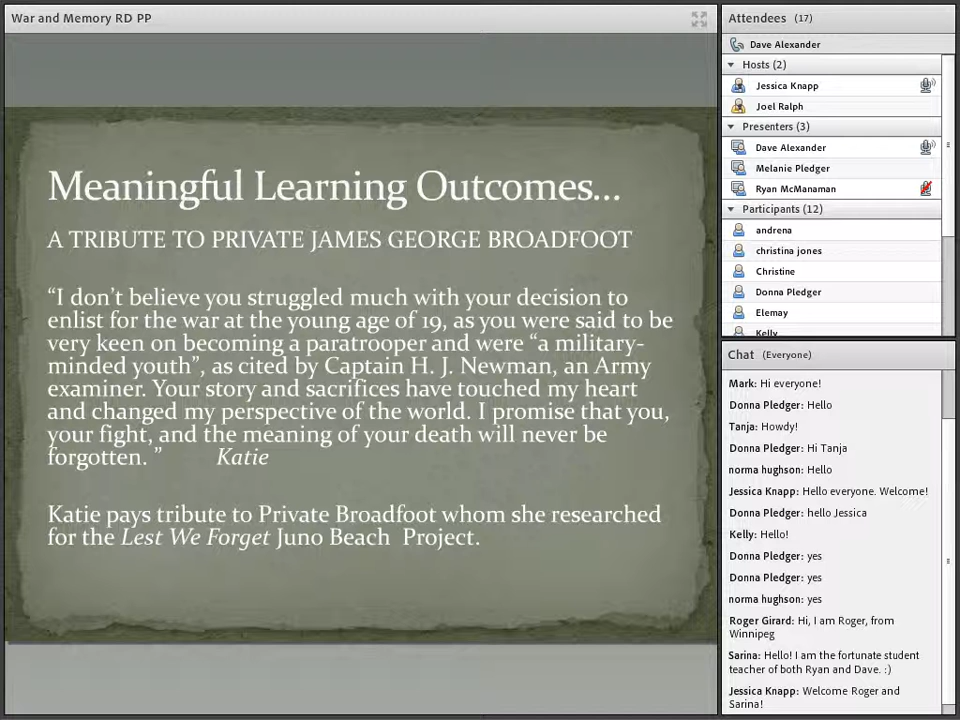 War and Memory RD PP
Meaningful Learning Outcomes...
A TRIBUTE TO PRIVATE JAMES GEORGE BROADFOOT
“I don’t believe you struggled much with your decision to
enlist for the war at the young age of 19, as you were said to be
very keen on becoming a paratrooper and were “a military-
minded youth”, as cited by Captain H. J. Newman, an Army
examiner. Your story and sacrifices have touched my heart
and changed my perspective of the world. I promise that you,
your fight, and the meaning of your death will never be
forgotten. ” Katie
Katie pays tribute to Private Broadfoot whom she researched
for the Lest We Forget Juno Beach Project.
Attendees (17)
Dave Alexander
Hosts (2)
Jessica Knapp
Joel Ralph
Presenters (3)
Dave Alexander
Melanie Pledger
Ryan McManaman
Participants (12)
andrena
christina jones
Christine
Donna Pledger
Elemay
Kelly
Chat (Everyone)
Mark: Hi everyone!
Donna Pledger: Hello
Tanja: Howdy!
Donna Pledger: Hi Tanja
norma hughson: Hello
Jessica Knapp: Hello everyone. Welcome!
Donna Pledger: hello Jessica
Kelly: Hello!
Donna Pledger: yes
Donna Pledger: yes
norma hughson: yes
Roger Girard: Hi, I am Roger, from
Winnipeg
Sarina: Hello! I am the fortunate student
teacher of both Ryan and Dave. :)
Jessica Knapp: Welcome Roger and
Sarina!